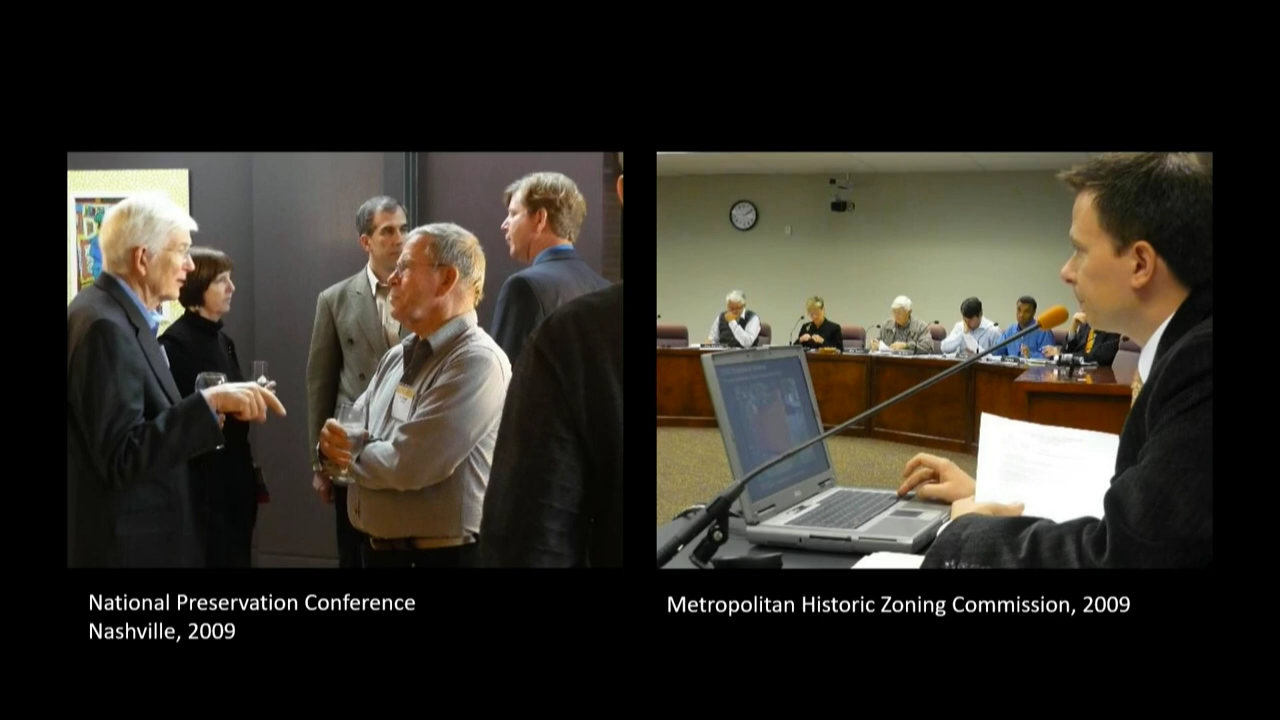 National Preservation Conference
Nashville, 2009
Metropolitan Historic Zoning Commission, 2009